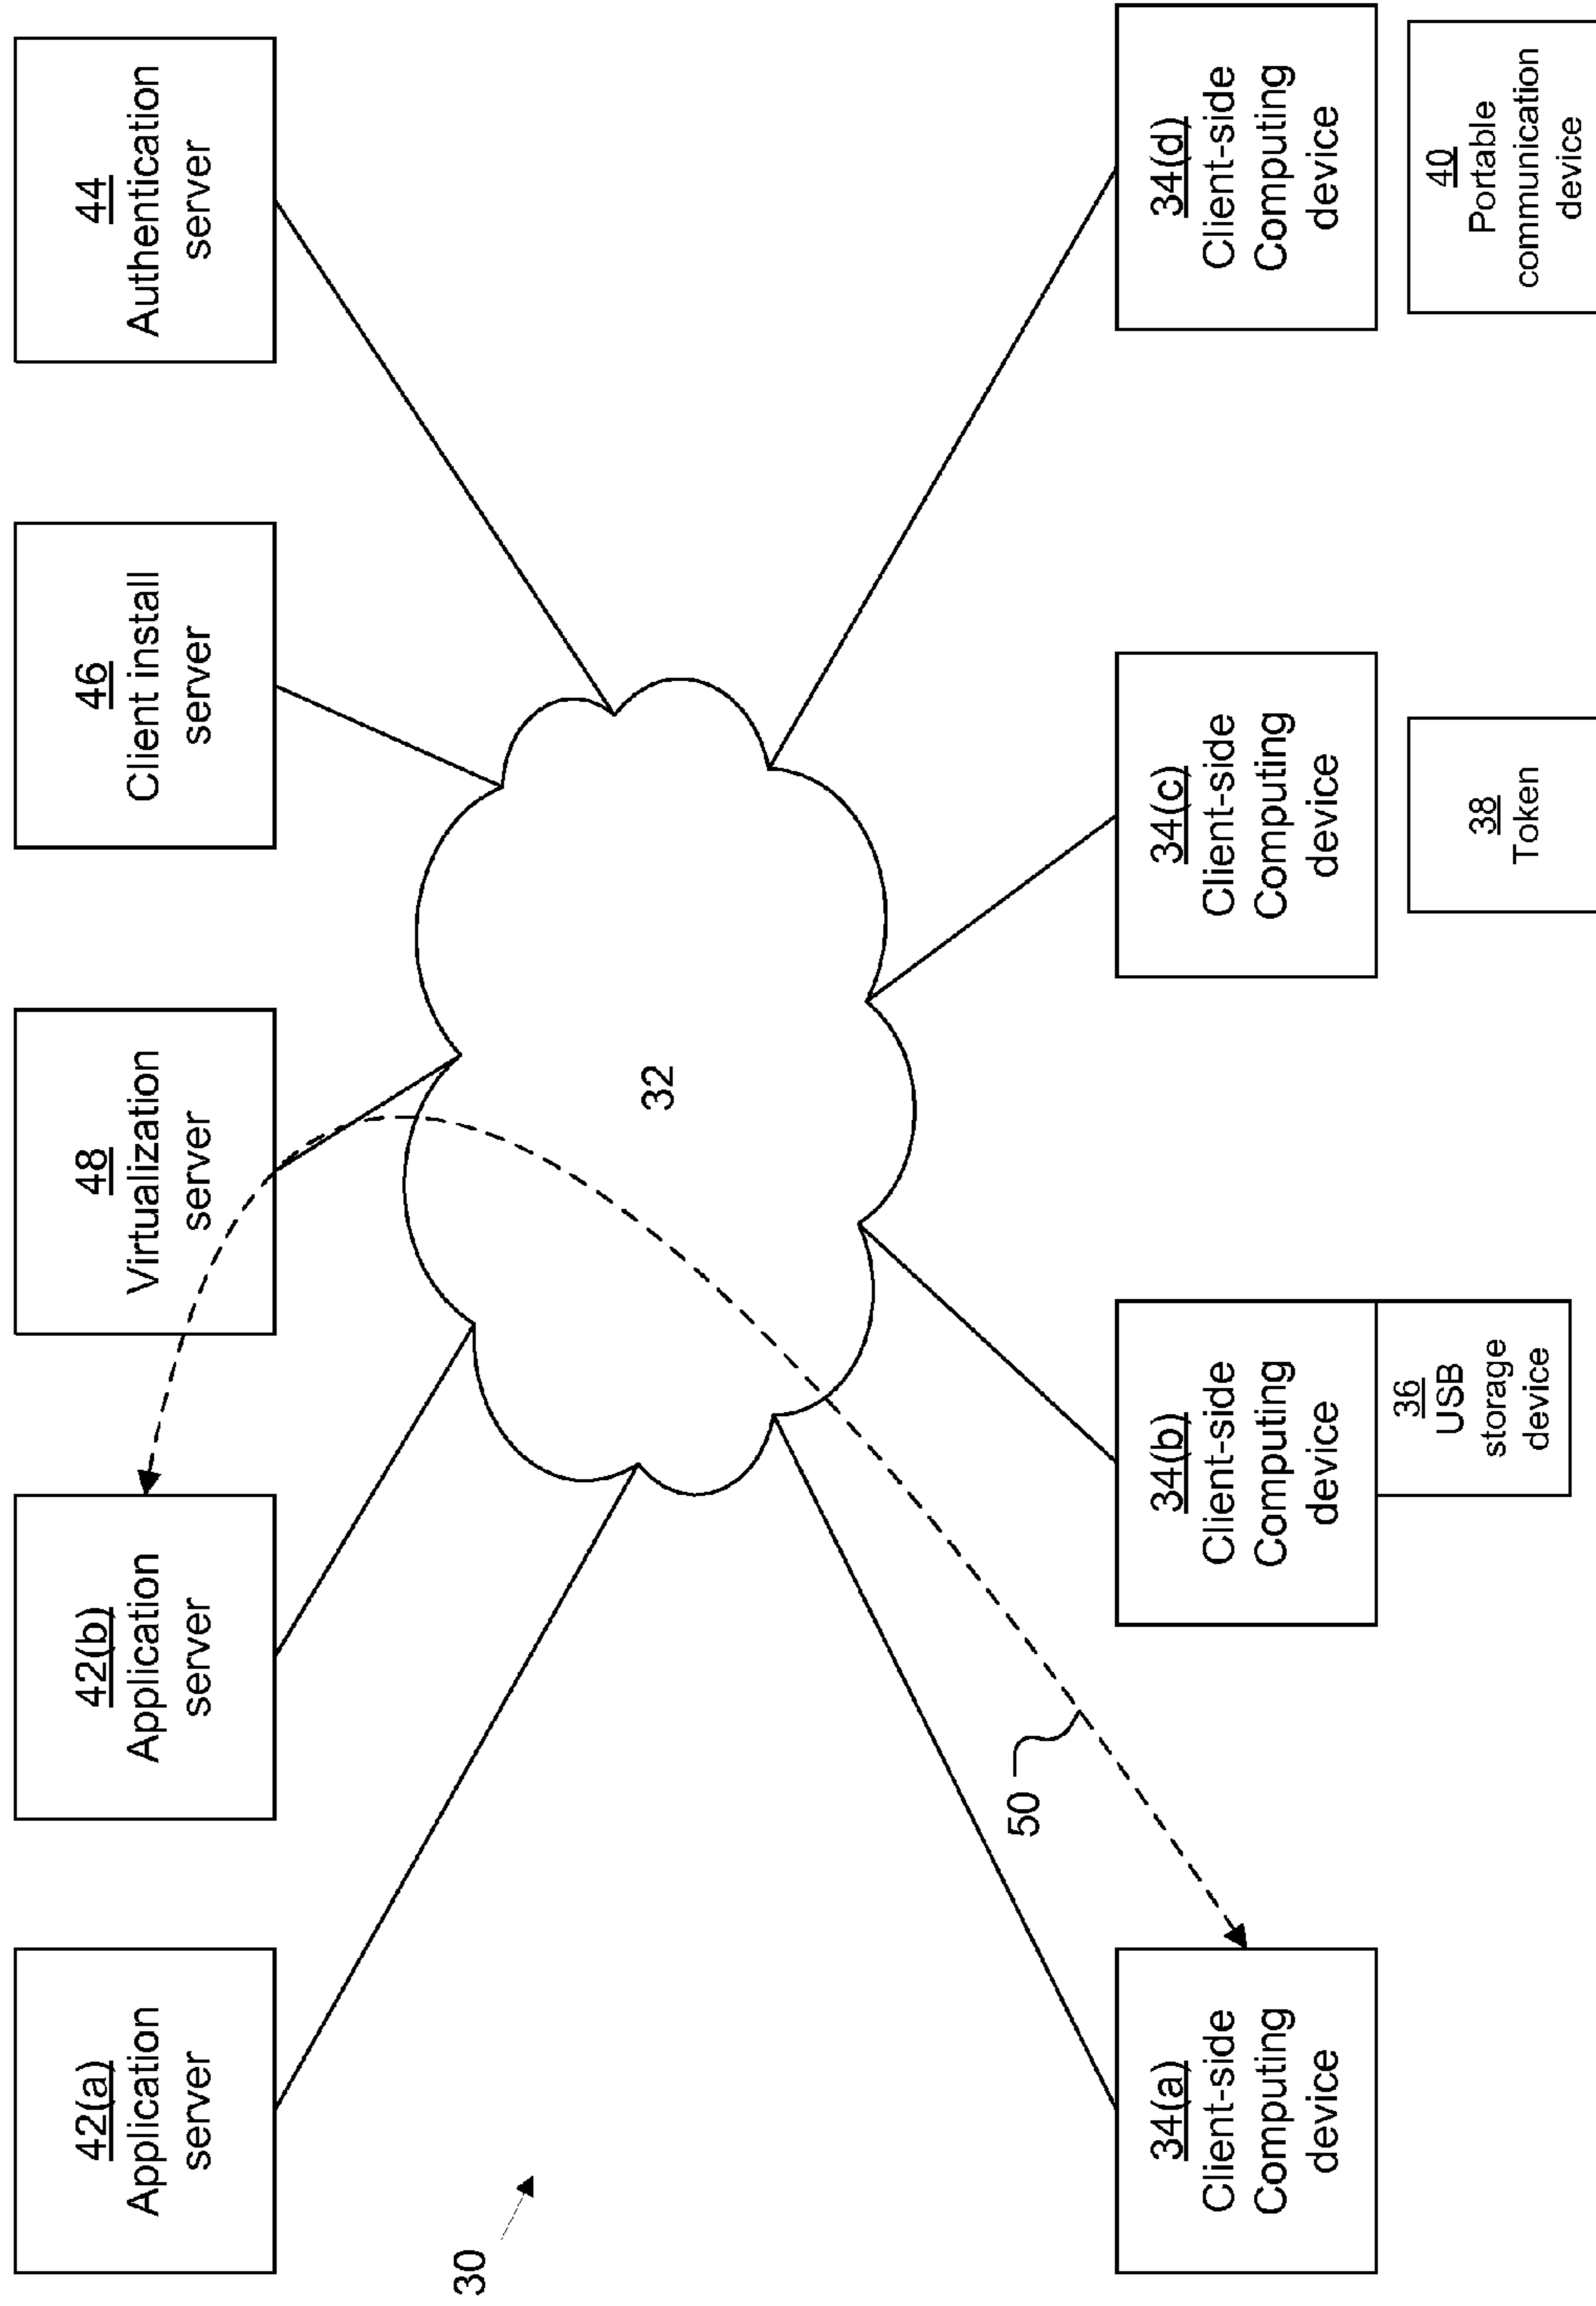 42(a)
Application
server
42(b)
Application
server
48
Virtualization
server
46
Client install
server
44
Authentication
server
30
32
50
34(a)
Client-side
Computing
device
34(b)
Client-side
Computing
device
34(c)
Client-side
Computing
device
34(d)
Client-side
Computing
device
36
USB
storage
device
38
Token
40
Portable
communication
device